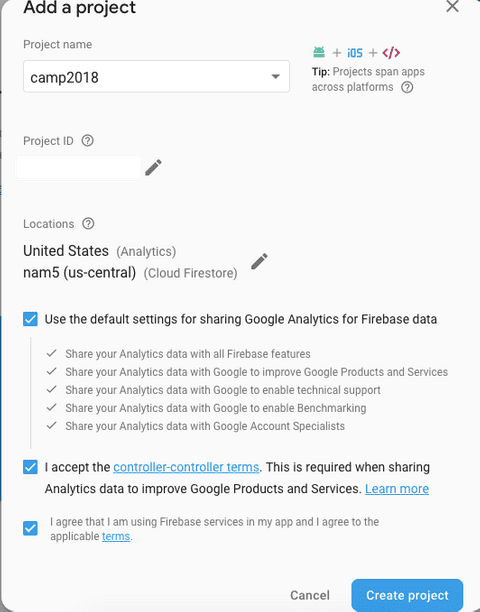 Add a project
Project name
camp2018
+ iOS + </>
Tip: Projects span apps
across platforms ?
Project ID ?
Locations ?
United States (Analytics)
nam5 (us-central) (Cloud Firestore)
Use the default settings for sharing Google Analytics for Firebase data
Share your Analytics data with all Firebase features
Share your Analytics data with Google to improve Google Products and Services
Share your Analytics data with Google to enable technical support
Share your Analytics data with Google to enable Benchmarking
Share your Analytics data with Google Account Specialists
I accept the controller-controller terms. This is required when sharing
Analytics data to improve Google Products and Services. Learn more
I agree that I am using Firebase services in my app and I agree to the
applicable terms.
Cancel Create project